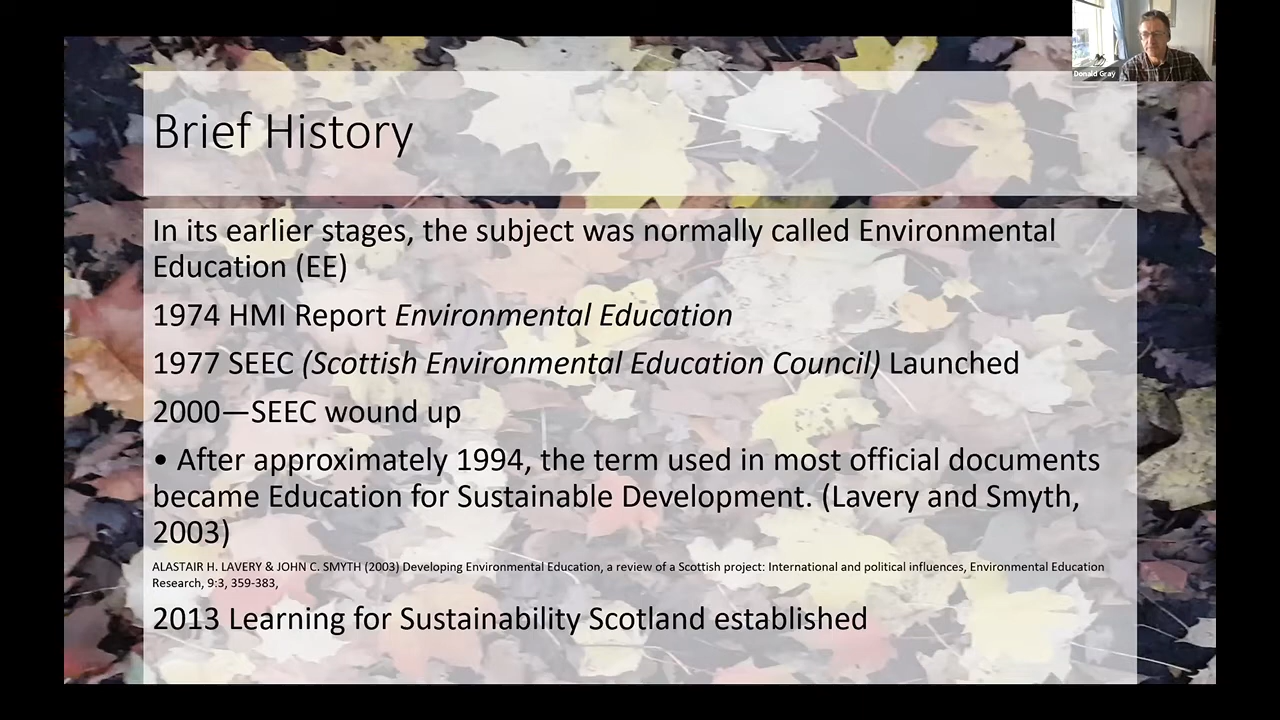 Donald Gray
Brief History
In its earlier stages, the subject was normally called Environmental
Education (EE)
1974 HMI Report Environmental Education
1977 SEEC (Scottish Environmental Education Council) Launched
2000—SEEC wound up
• After approximately 1994, the term used in most official documents
became Education for Sustainable Development. (Lavery and Smyth,
2003)
ALASTAIR H. LAVERY & JOHN C. SMYTH (2003) Developing Environmental Education, a review of a Scottish project: International and political influences, Environmental Education
Research, 9:3, 359-383,
2013 Learning for Sustainability Scotland established